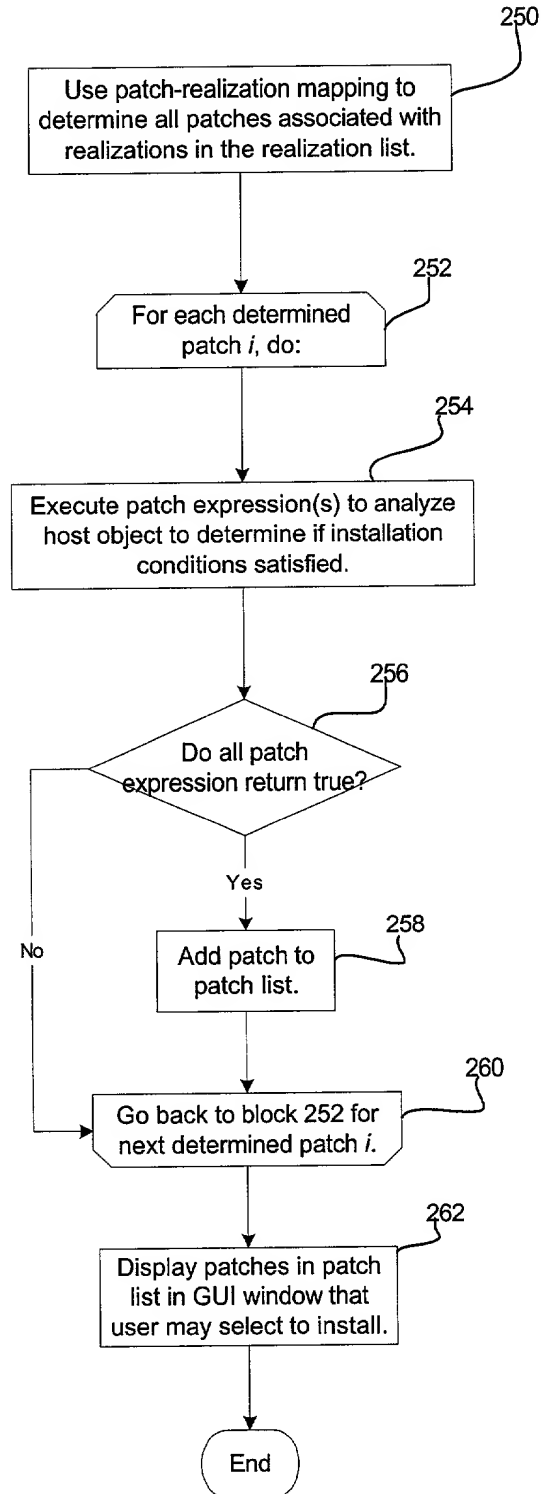 250
Use patch-realization mapping to
determine all patches associated with
realizations in the realization list.
252
For each determined
patch i, do:
254
Execute patch expression(s) to analyze
host object to determine if installation
conditions satisfied.
256
Do all patch
expression return true?
Yes
No
258
Add patch to
patch list.
260
Go back to block 252 for
next determined patch i.
262
Display patches in patch
list in GUI window that
user may select to install.
End